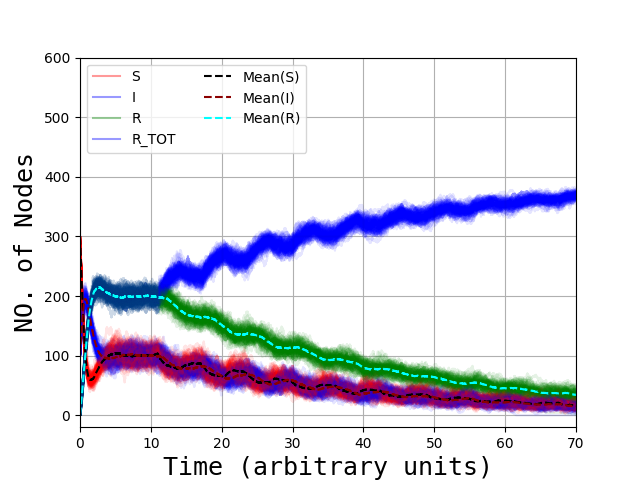 600
500
400
300
200
100
0
NO. of Nodes
S
I
R
R_TOT
Mean(S)
Mean(I)
Mean(R)
0 10 20 30 40 50 60 70
Time (arbitrary units)